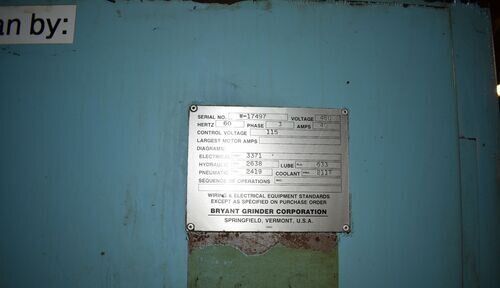 an by:
SERIAL NO. W-17497 VOLTAGE
HERTZ 60 PHASE 3 AMPS
CONTROL VOLTAGE 115
LARGEST MOTOR AMPS
DIAGRAMS:
ELECTRICAL 3371
HYDRAULIC 2638 LUBE 633
PNEUMATIC 2419 COOLANT
SEQUENCE OF OPERATIONS
WIRING & ELECTRICAL EQUIPMENT STANDARDS
EXCEPT AS SPECIFIED ON PURCHASE ORDER
BRYANT GRINDER CORPORATION
SPRINGFIELD, VERMONT, U.S.A.